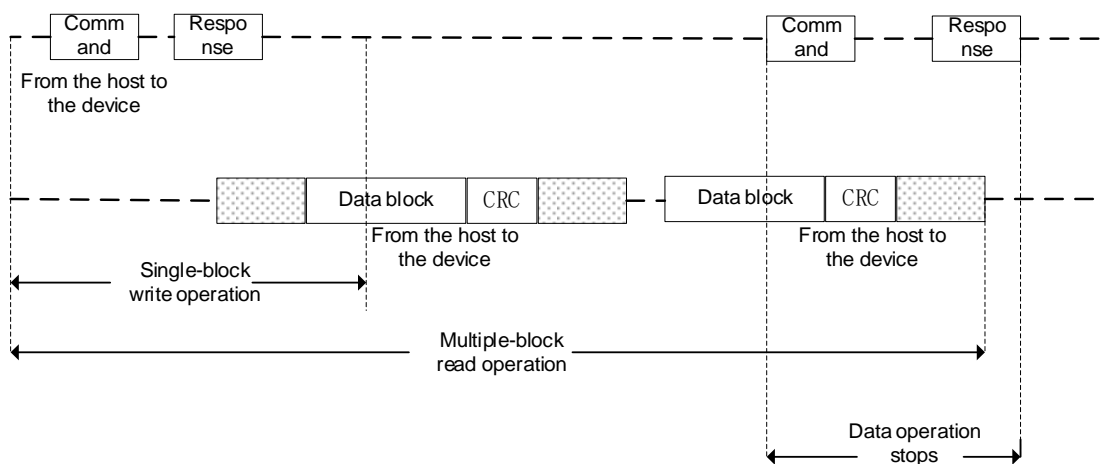 Comm
and
Respo
nse
Comm
and
Respo
nse
From the host to
the device
Data block
CRC
Data block
CRC
From the host to
the device
From the host to
the device
Single-block
write operation
Multiple-block
read operation
Data operation
stops